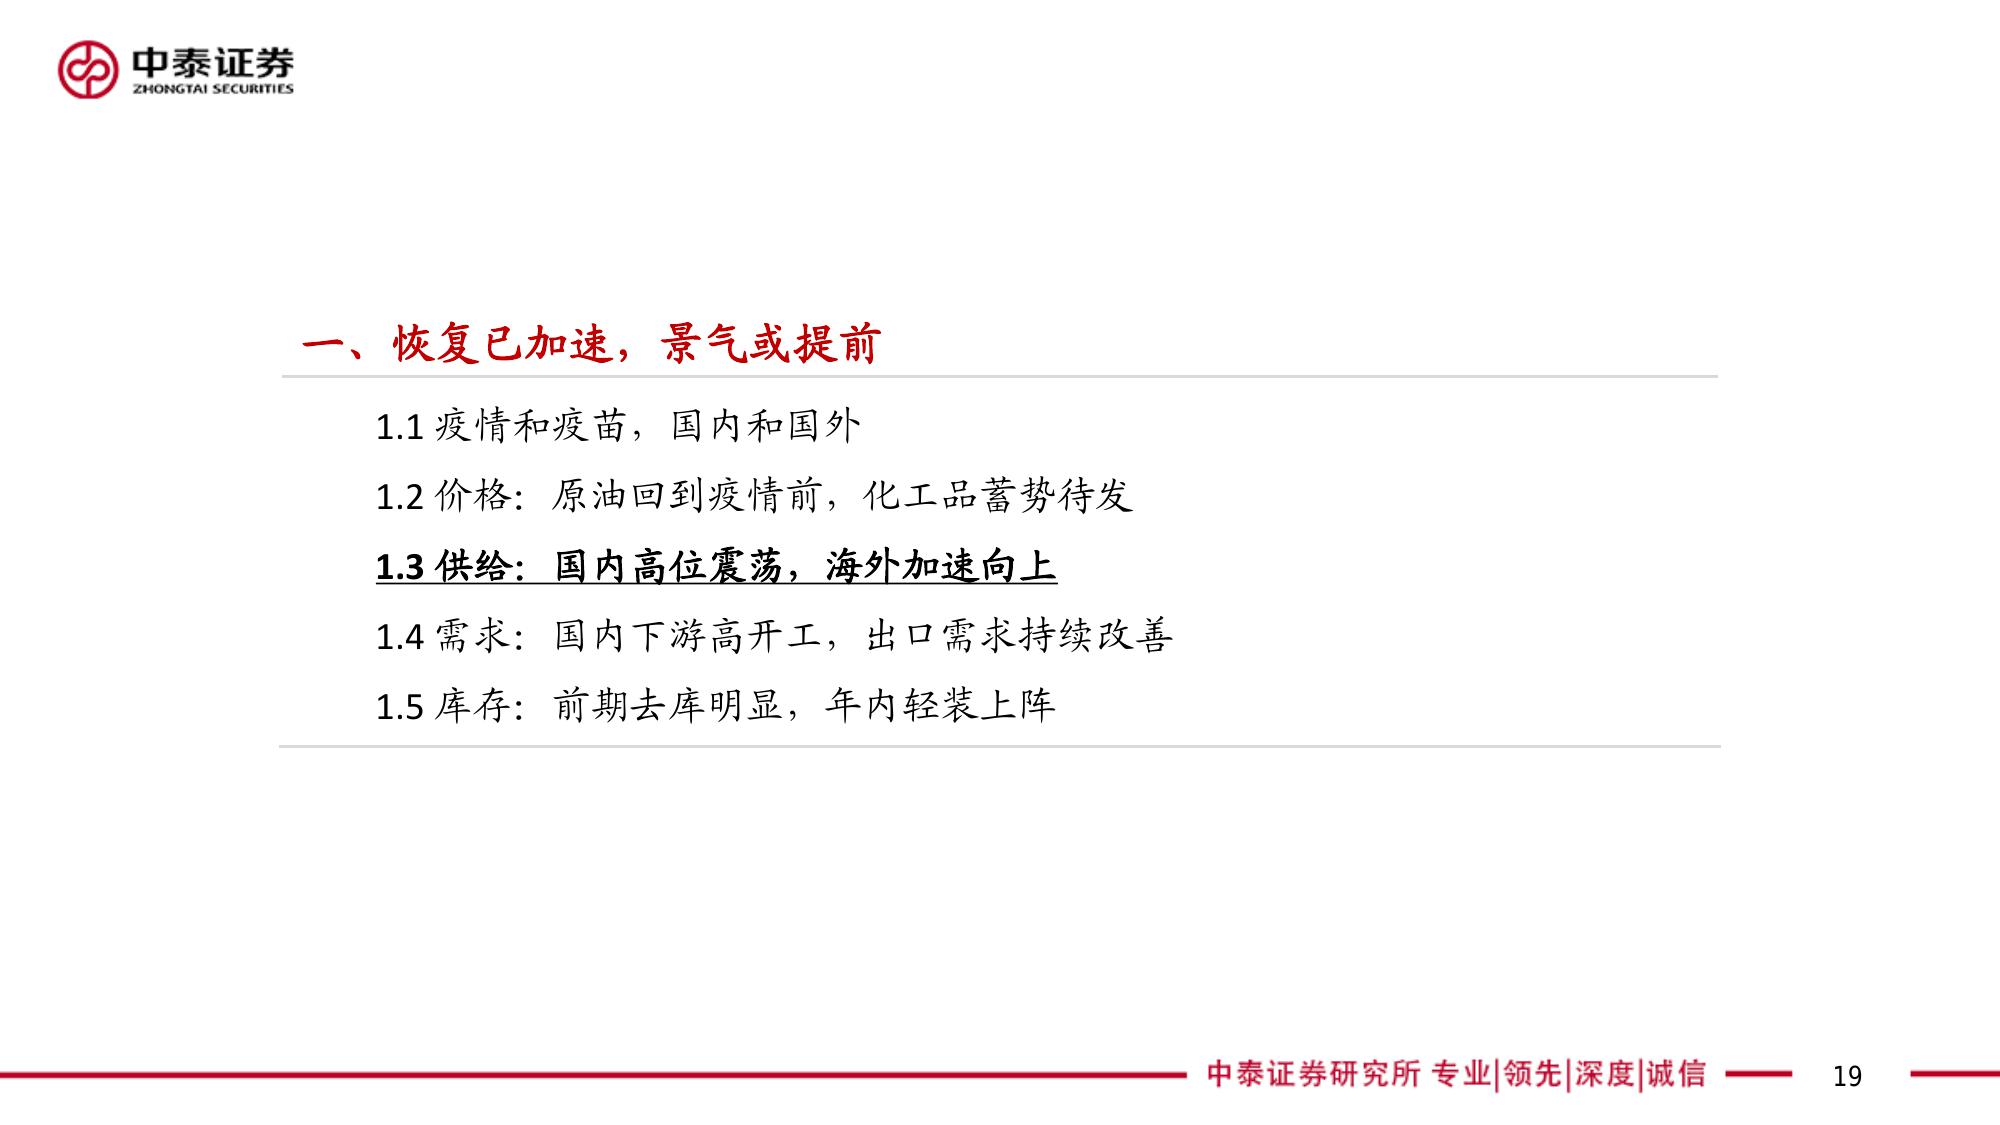 中泰证券
ZHONGTAI SECURITIES
一、恢复已加速，景气或提前
1.1 疫情和疫苗，国内和国外
1.2 价格：原油回到疫情前，化工品蓄势待发
1.3 供给：国内高位震荡，海外加速向上
1.4 需求：国内下游高开工，出口需求持续改善
1.5 库存：前期去库明显，年内轻装上阵
中泰证券研究所 专业|领先|深度|诚信 19